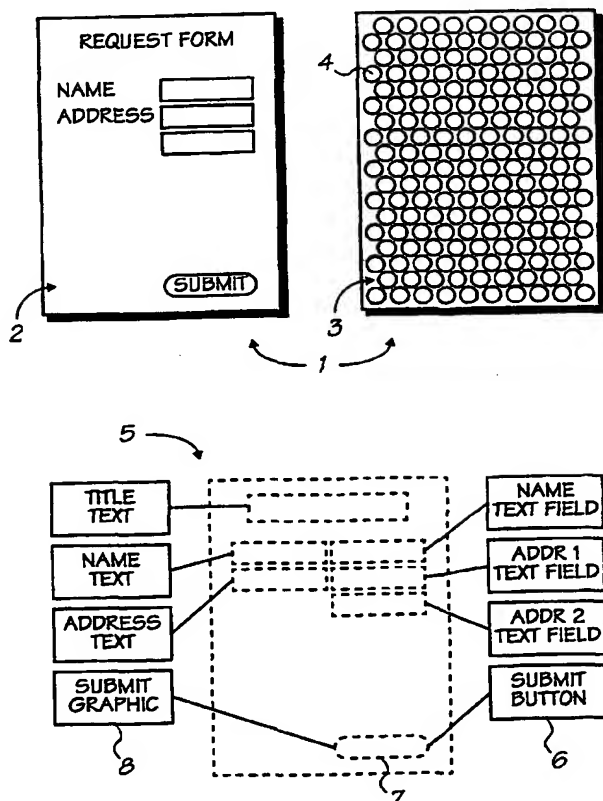 REQUEST FORM
NAME
ADDRESS
SUBMIT
2
4
3
1
5
TITLE
TEXT
NAME
TEXT
ADDRESS
TEXT
SUBMIT
GRAPHIC
8
NAME
TEXT FIELD
ADDR 1
TEXT FIELD
ADDR 2
TEXT FIELD
SUBMIT
BUTTON
6
7